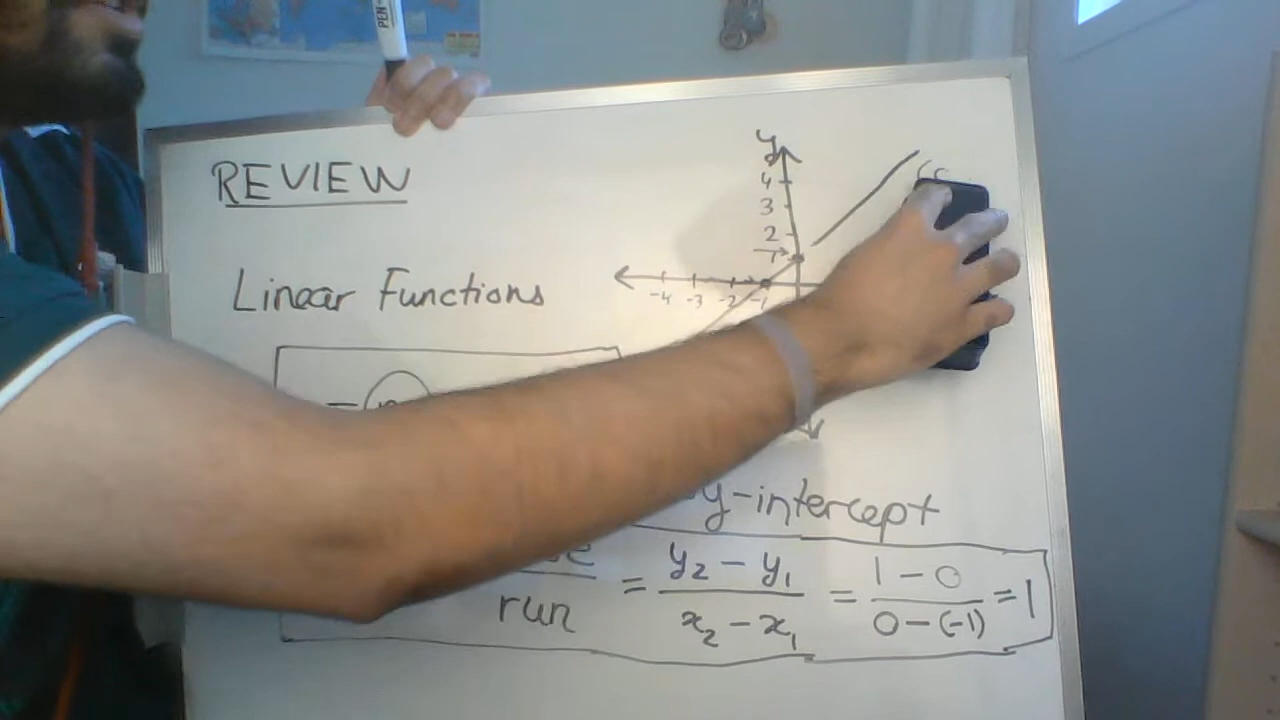 PEN
REVIEW
y
4
3
2
1
-4 -3 -2 -1
Linear Functions
= m
y-intercept
run = y₂ - y₁ / x₂ - x₁ = 1 - 0 / 0 - (-1) = 1